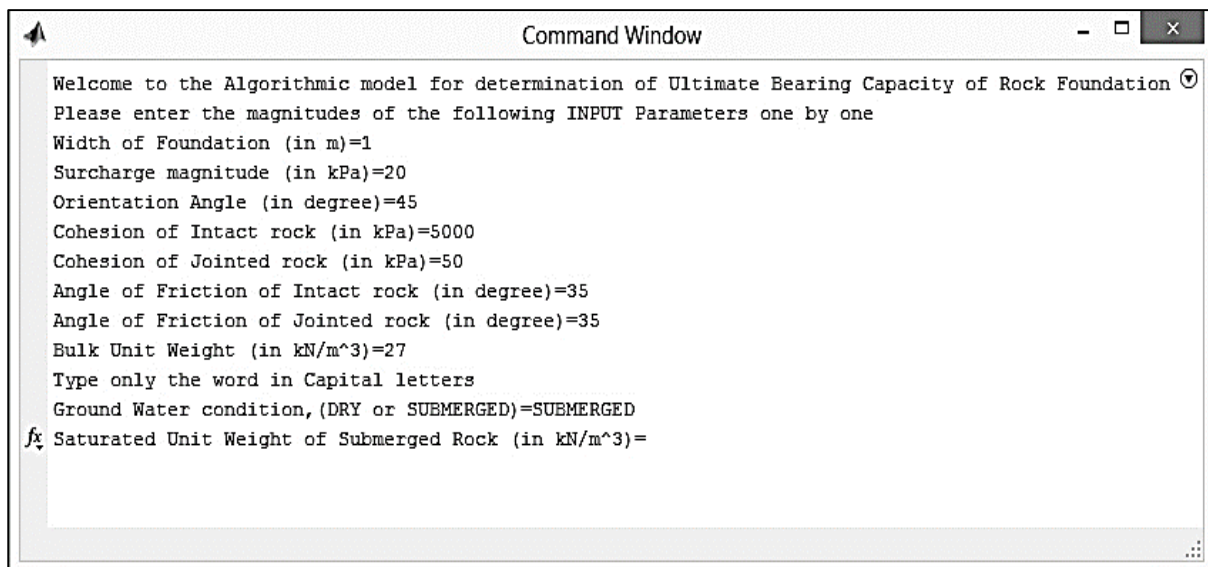 Command Window
Welcome to the Algorithmic model for determination of Ultimate Bearing Capacity of Rock Foundation
Please enter the magnitudes of the following INPUT Parameters one by one
Width of Foundation (in m)=1
Surcharge magnitude (in kPa)=20
Orientation Angle (in degree)=45
Cohesion of Intact rock (in kPa)=5000
Cohesion of Jointed rock (in kPa)=50
Angle of Friction of Intact rock (in degree)=35
Angle of Friction of Jointed rock (in degree)=35
Bulk Unit Weight (in kN/m^3)=27
Type only the word in Capital letters
Ground Water condition,(DRY or SUBMERGED)=SUBMERGED
fx Saturated Unit Weight of Submerged Rock (in kN/m^3)=